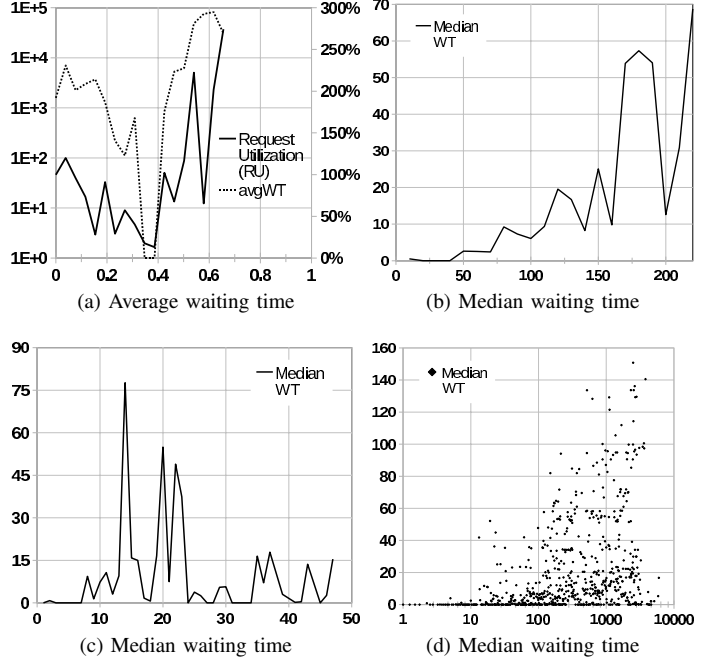 1E+5
1E+4
1E+3
1E+2
1E+1
1E+0
300%
250%
200%
150%
100%
50%
0%
Request
Utilization
(RU)
avgWT
0 0.2 0.4 0.6 0.8 1
(a) Average waiting time
70
60
50
40
30
20
10
0
Median
WT
0 50 100 150 200
(b) Median waiting time
90
75
60
45
30
15
0
Median
WT
0 10 20 30 40 50
(c) Median waiting time
160
140
120
100
80
60
40
20
0
Median
WT
1 10 100 1000 10000
(d) Median waiting time